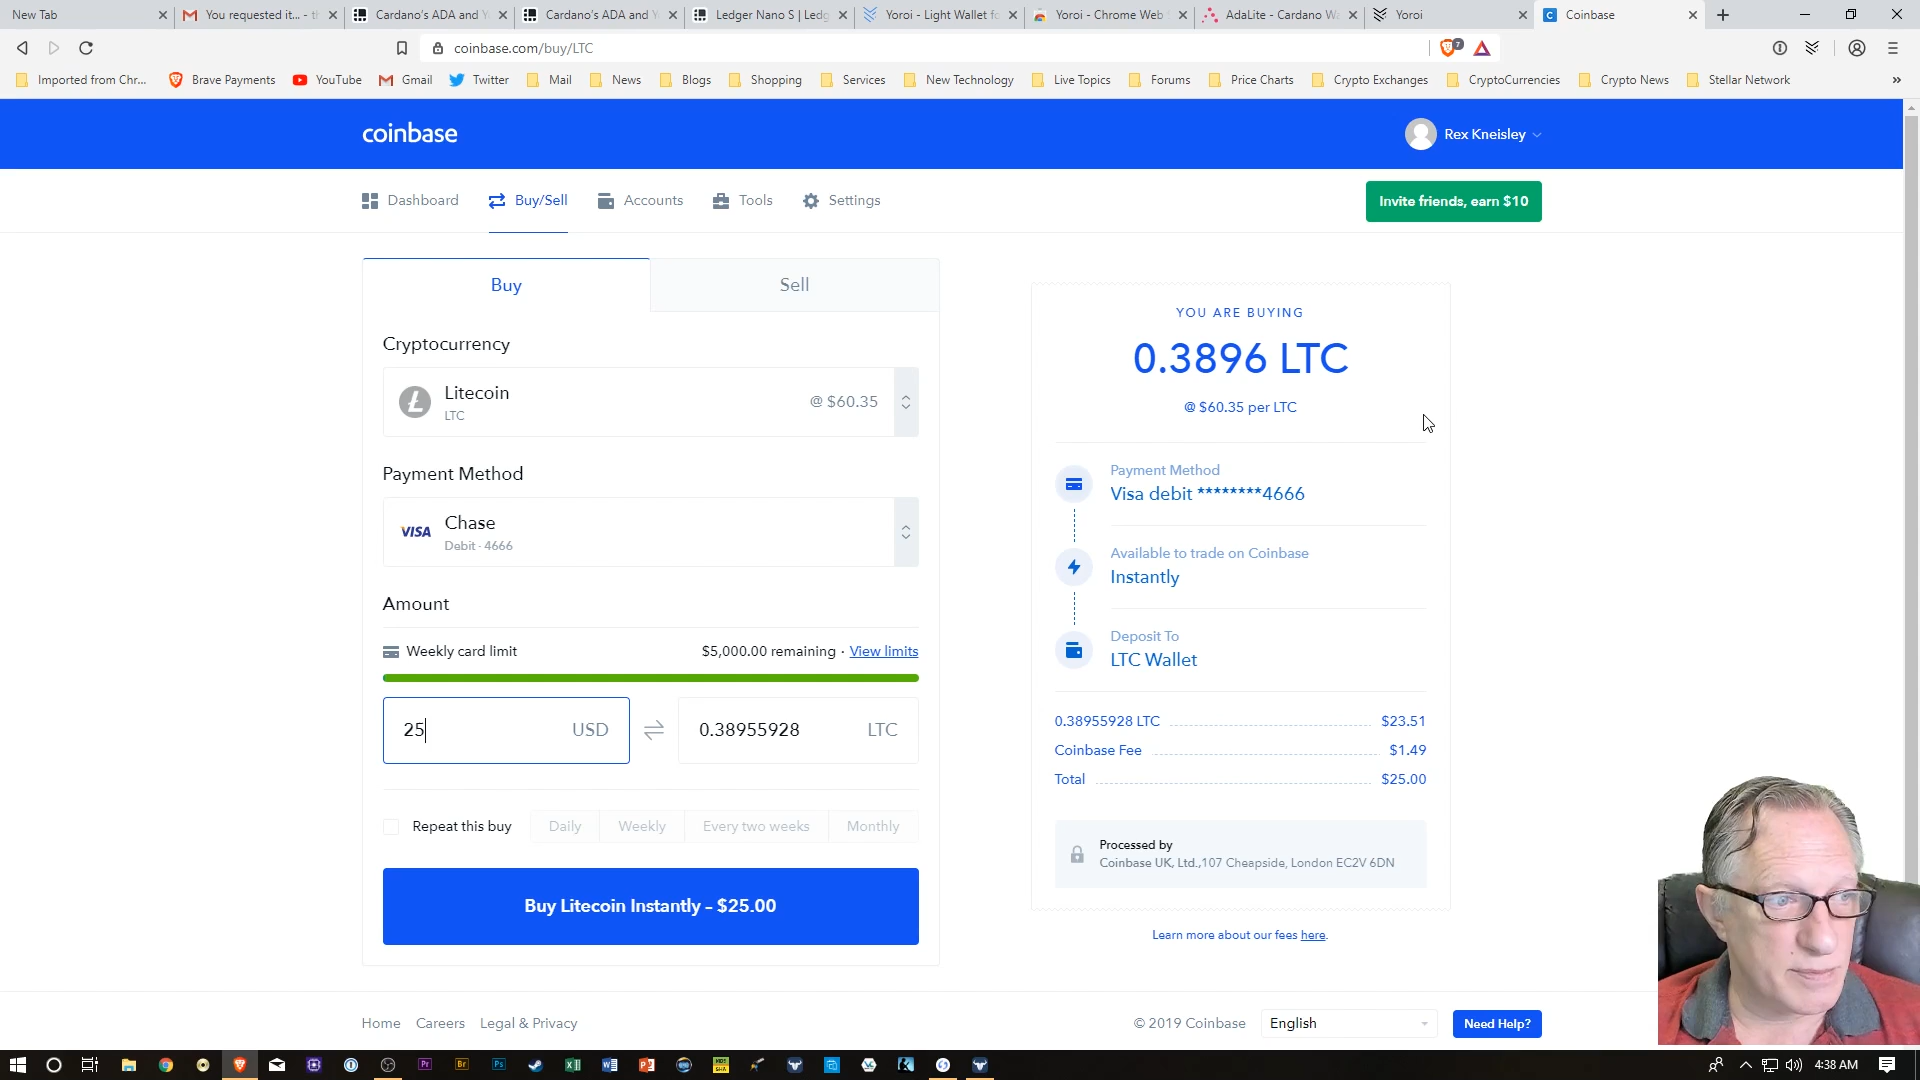 New Tab
You requested it... - th
Cardano's ADA and Y
Cardano's ADA and Y
Ledger Nano S | Ledg
Yoroi - Light Wallet fo
Yoroi - Chrome Web
AdaLite - Cardano Wa
Yoroi
Coinbase
coinbase.com/buy/LTC
7
Imported from Chr...
Brave Payments
YouTube
Gmail
Twitter
Mail
News
Blogs
Shopping
Services
New Technology
Live Topics
Forums
Price Charts
Crypto Exchanges
CryptoCurrencies
Crypto News
Stellar Network
coinbase
Rex Kneisley
Dashboard
Buy/Sell
Accounts
Tools
Settings
Invite friends, earn $10
Buy
Sell
Cryptocurrency
Litecoin
LTC
@ $60.35
Payment Method
VISA
Chase
Debit · 4666
Amount
Weekly card limit
$5,000.00 remaining · View limits
25 USD
0.38955928 LTC
Repeat this buy
Daily
Weekly
Every two weeks
Monthly
Buy Litecoin Instantly – $25.00
YOU ARE BUYING
0.3896 LTC
@ $60.35 per LTC
Payment Method
Visa debit ********4666
Available to trade on Coinbase
Instantly
Deposit To
LTC Wallet
0.38955928 LTC $23.51
Coinbase Fee $1.49
Total $25.00
Processed by
Coinbase UK, Ltd.,107 Cheapside, London EC2V 6DN
Learn more about our fees here.
Home
Careers
Legal & Privacy
© 2019 Coinbase
English
Need Help?
Pr
Br
Ps
4:38 AM